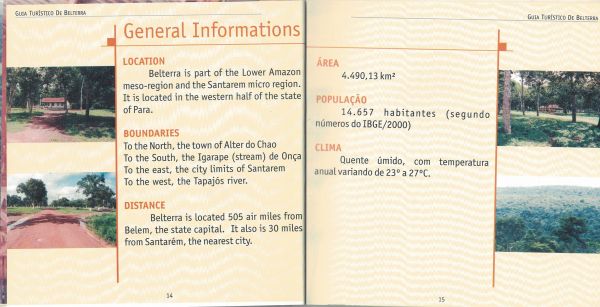 GUIA TURÍSTICO DE BELTERRA
General Informations
LOCATION
Belterra is part of the Lower Amazon
meso-region and the Santarem micro region.
It is located in the western half of the state
of Para.
BOUNDARIES
To the North, the town of Alter do Chao
To the South, the Igarape (stream) de Onça
To the east, the city limits of Santarem
To the west, the Tapajós river.
DISTANCE
Belterra is located 505 air miles from
Belem, the state capital. It also is 30 miles
from Santarém, the nearest city.
14
GUIA TURÍSTICO DE BELTERRA
ÁREA
4.490,13 km²
POPULAÇÃO
14.657 habitantes (segundo
números do IBGE/2000)
CLIMA
Quente úmido, com temperatura
anual variando de 23º a 27ºC.
15